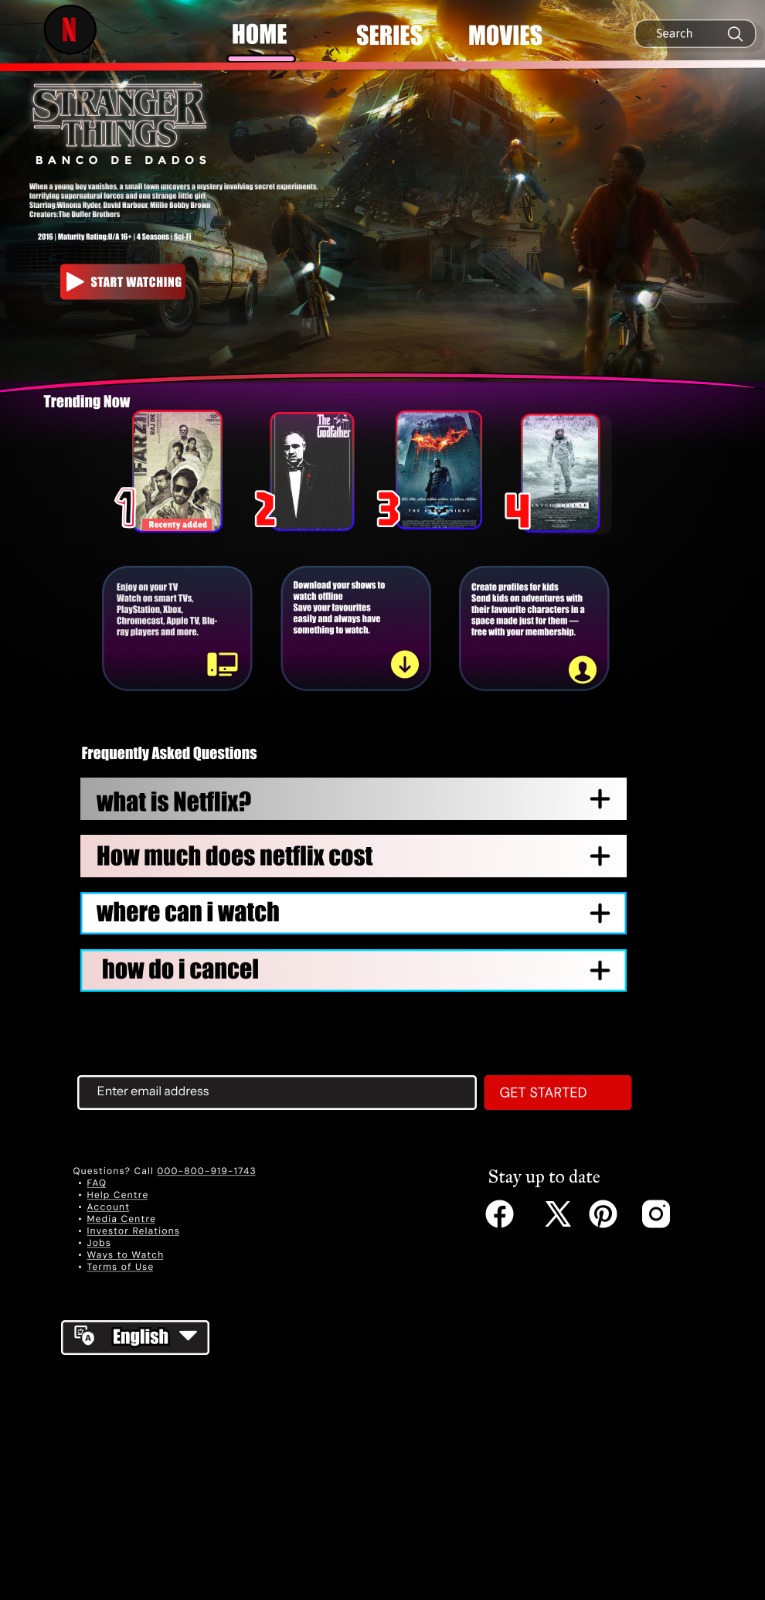 N
HOME
SERIES
MOVIES
Search
STRANGER
THINGS
BANCO DE DADOS
When a young boy vanishes, a small town uncovers a mystery involving secret experiments,
terrifying supernatural forces and one strange little girl.
Starring:Winona Ryder, David Harbour, Millie Bobby Brown
Creators:The Duffer Brothers
2016 | Maturity Rating:U/A 16+ | 4 Seasons | Sci-Fi
START WATCHING
Trending Now
FARZI
The
Godfather
THE DARK KNIGHT
INTERSTELLAR
1
2
3
4
Recenty added
Enjoy on your TV
Watch on smart TVs,
PlayStation, Xbox,
Chromecast, Apple TV, Blu-
ray players and more.
Download your shows to
watch offline
Save your favourites
easily and always have
something to watch.
Create profiles for kids
Send kids on adventures with
their favourite characters in a
space made just for them —
free with your membership.
Frequently Asked Questions
what is Netflix?
How much does netflix cost
where can i watch
how do i cancel
Enter email address
GET STARTED
Questions? Call 000-800-919-1743
• FAQ
• Help Centre
• Account
• Media Centre
• Investor Relations
• Jobs
• Ways to Watch
• Terms of Use
Stay up to date
English